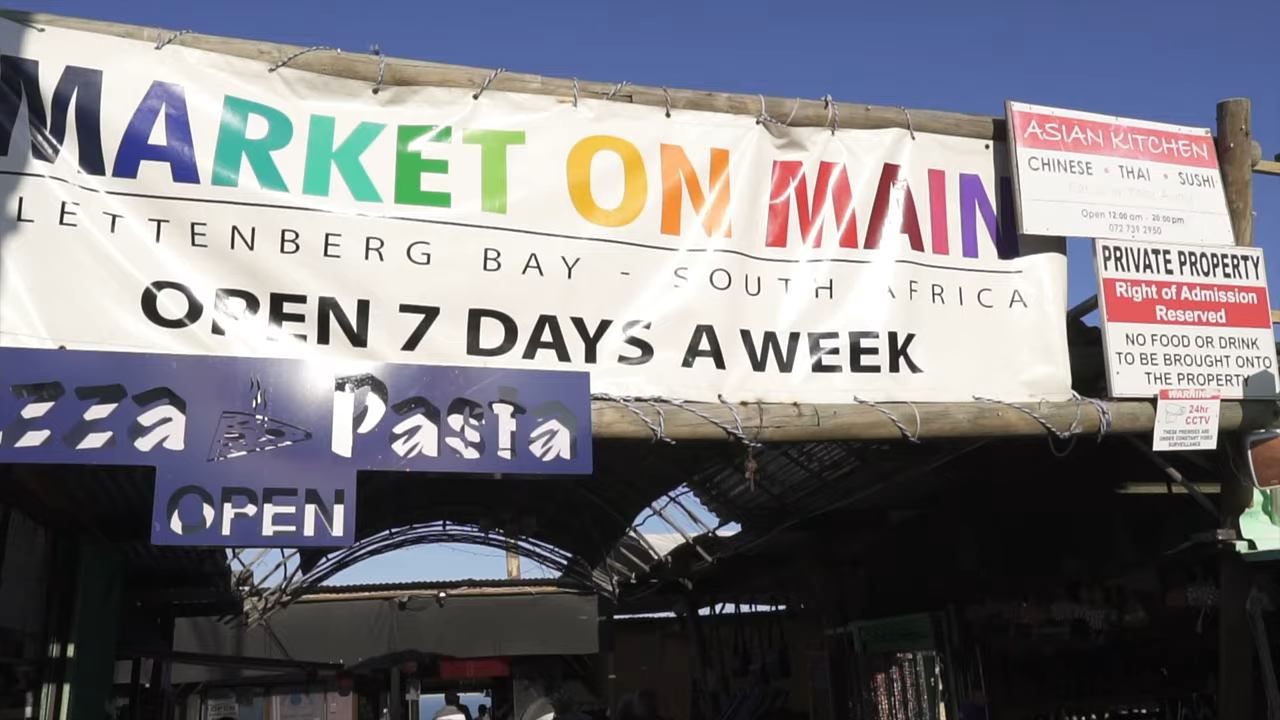 MARKET ON MAIN
LETTENBERG BAY - SOUTH AFRICA
OPEN 7 DAYS A WEEK
zza Pasta
OPEN
ASIAN KITCHEN
CHINESE • THAI • SUSHI
Open 12:00 am - 20:00 pm
072 739 2950
PRIVATE PROPERTY
Right of Admission
Reserved
NO FOOD OR DRINK
TO BE BROUGHT ONTO
THE PROPERTY
WARNING
24hr
CCTV
THESE PREMISES ARE
UNDER CONSTANT VIDEO
SURVEILLANCE